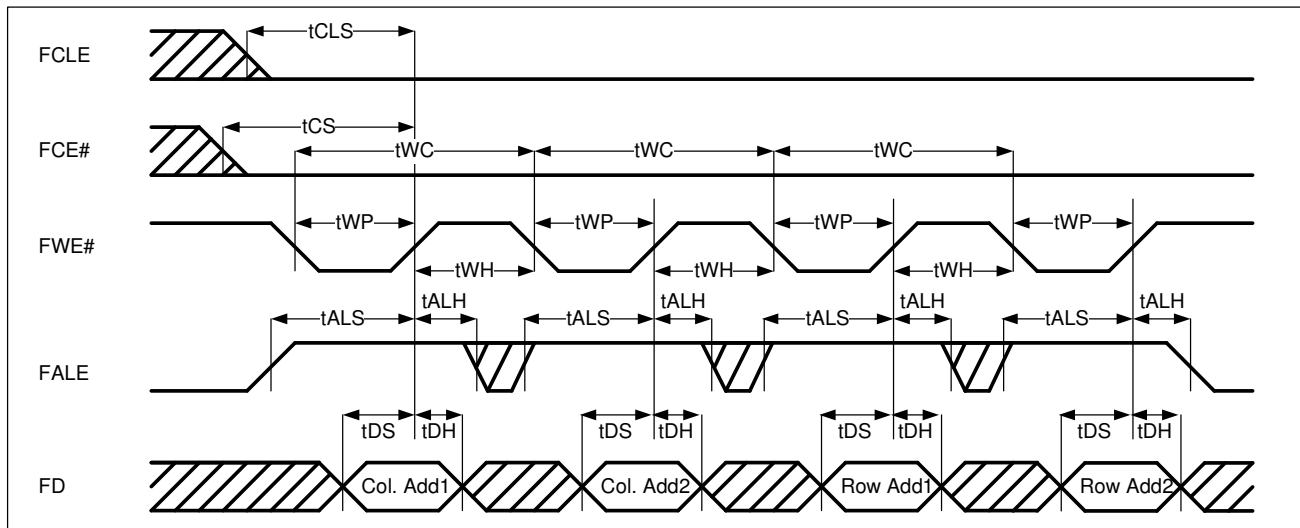 FCLE
tCLS
FCE#
tCS
tWC tWC tWC
FWE#
tWP tWP tWP tWP
tWH tWH tWH
FALE
tALS tALH tALS tALH tALS tALH tALS tALH
tDS tDH tDS tDH tDS tDH tDS tDH
FD
Col. Add1 Col. Add2 Row Add1 Row Add2